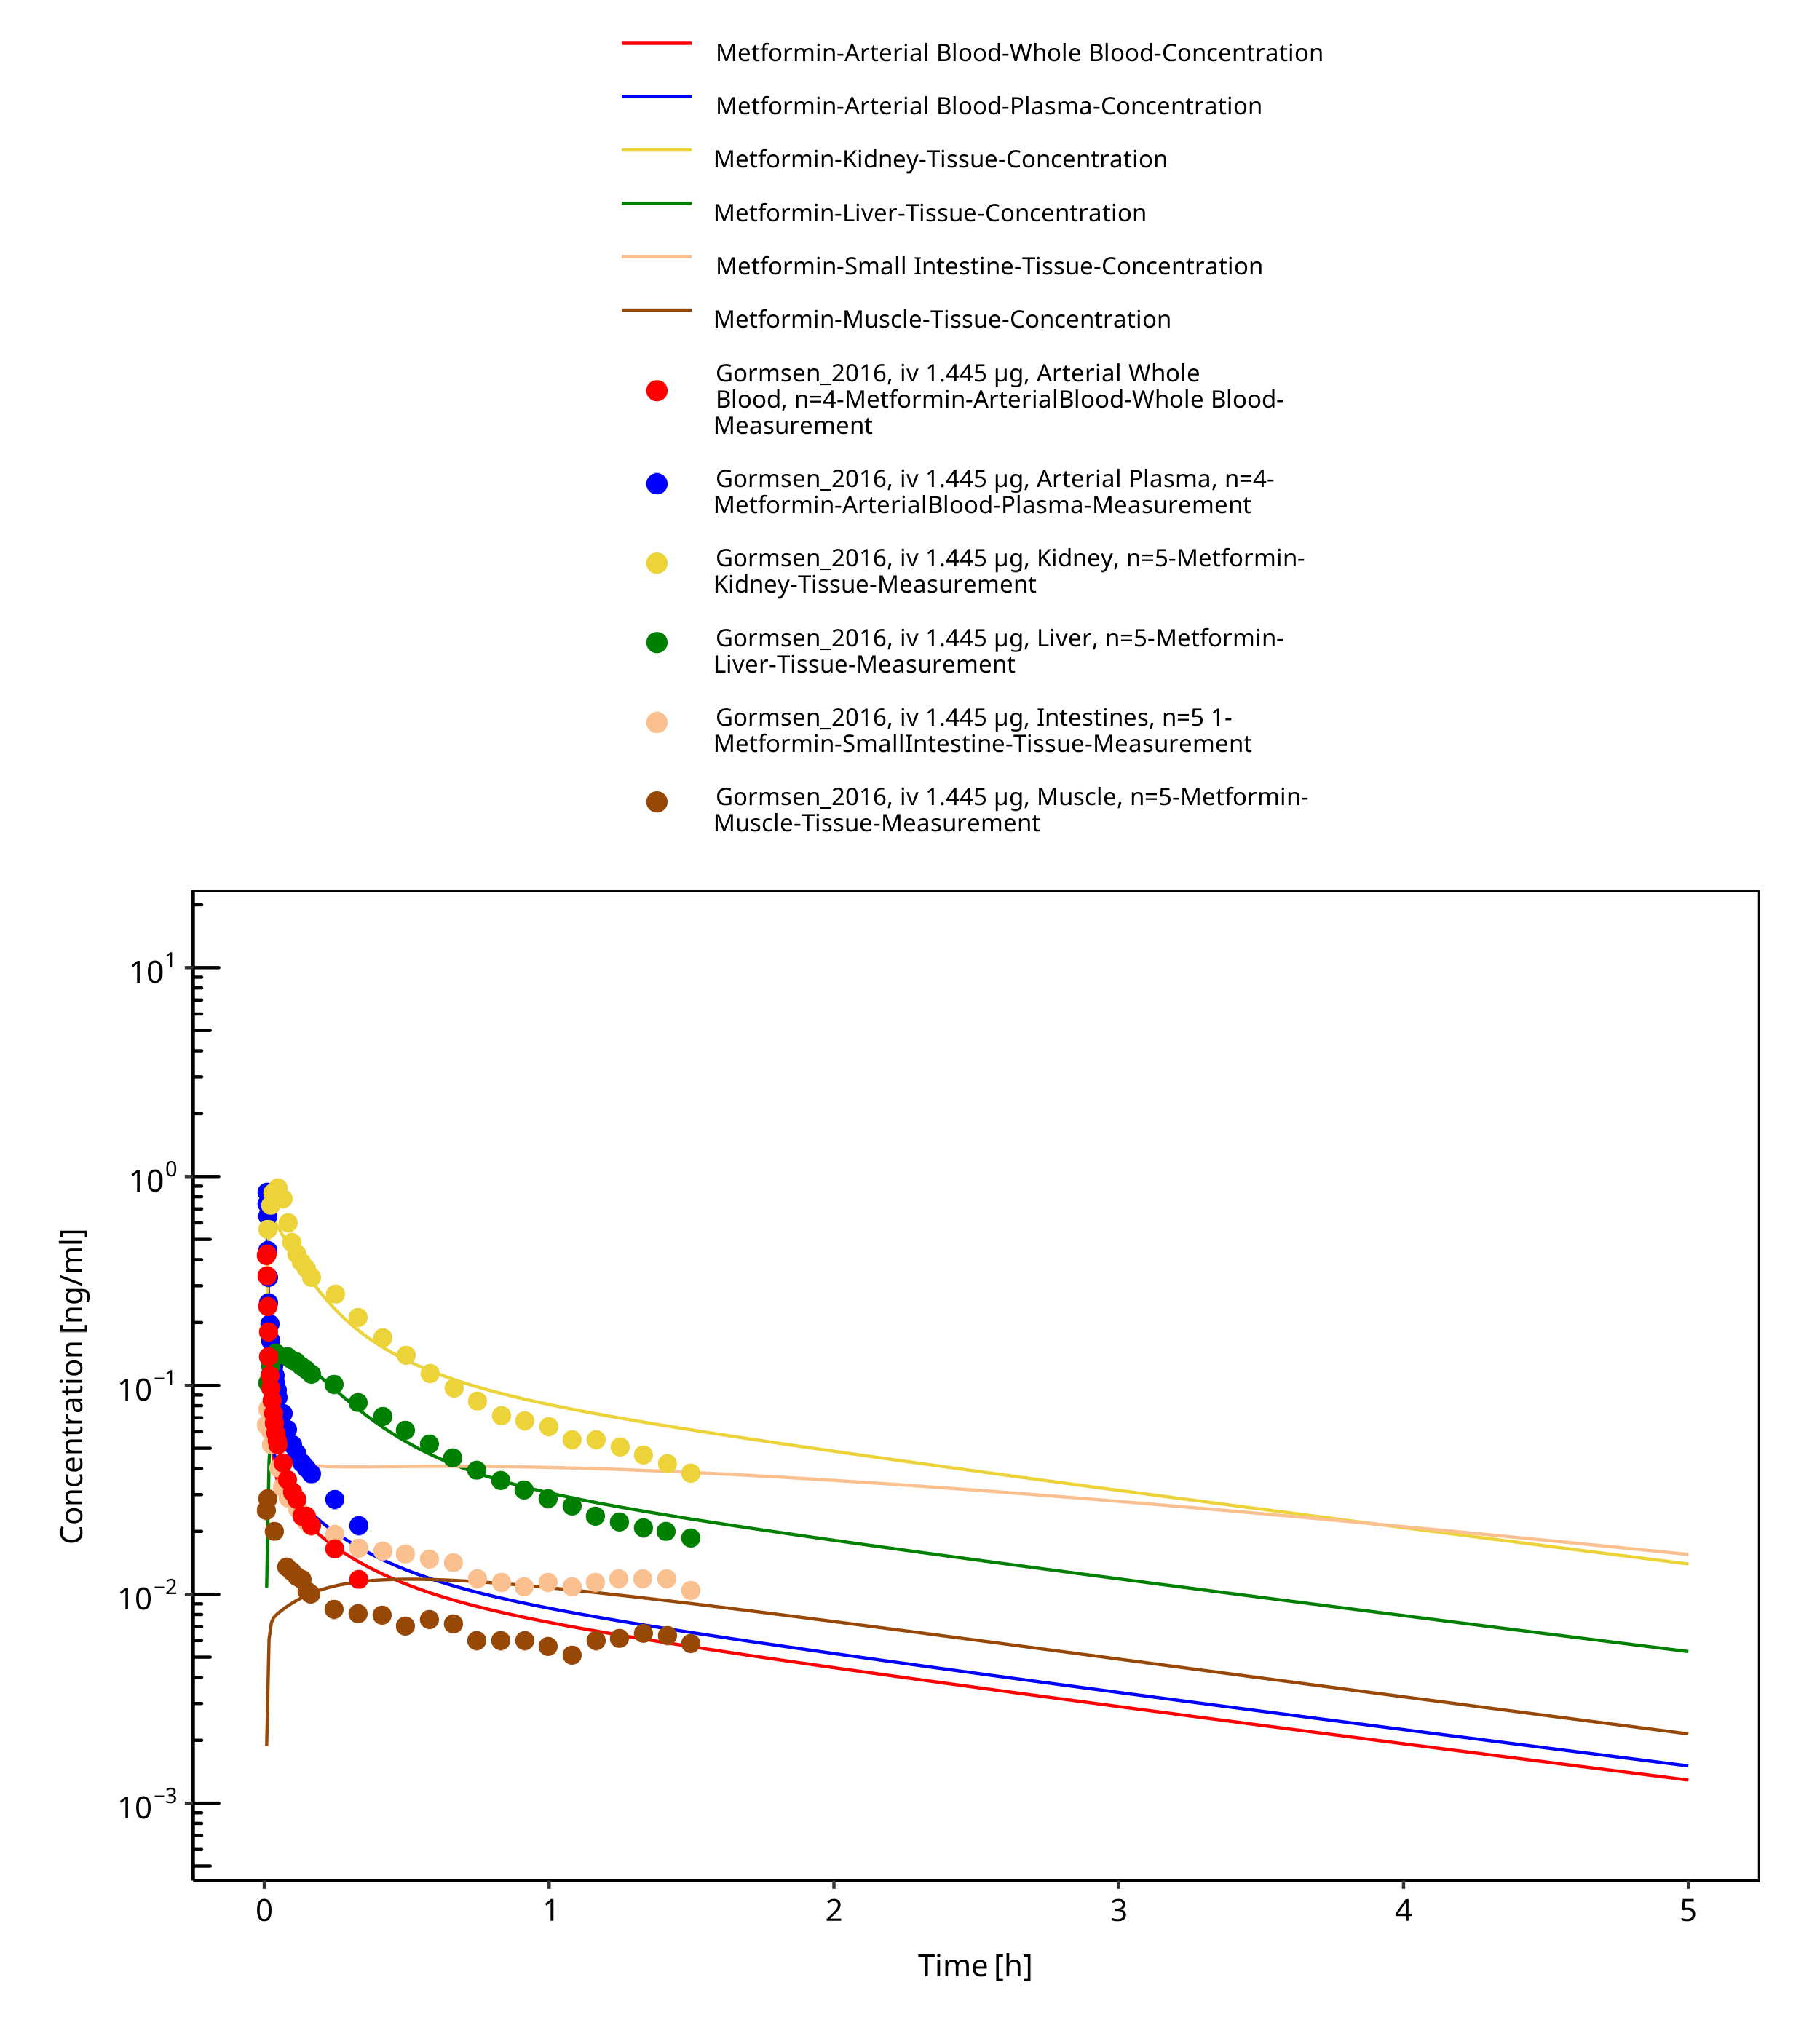 Metformin-Arterial Blood-Whole Blood-Concentration
Metformin-Arterial Blood-Plasma-Concentration
Metformin-Kidney-Tissue-Concentration
Metformin-Liver-Tissue-Concentration
Metformin-Small Intestine-Tissue-Concentration
Metformin-Muscle-Tissue-Concentration
Gormsen_2016, iv 1.445 µg, Arterial Whole
Blood, n=4-Metformin-ArterialBlood-Whole Blood-
Measurement
Gormsen_2016, iv 1.445 µg, Arterial Plasma, n=4-
Metformin-ArterialBlood-Plasma-Measurement
Gormsen_2016, iv 1.445 µg, Kidney, n=5-Metformin-
Kidney-Tissue-Measurement
Gormsen_2016, iv 1.445 µg, Liver, n=5-Metformin-
Liver-Tissue-Measurement
Gormsen_2016, iv 1.445 µg, Intestines, n=5 1-
Metformin-SmallIntestine-Tissue-Measurement
Gormsen_2016, iv 1.445 µg, Muscle, n=5-Metformin-
Muscle-Tissue-Measurement
Concentration [ng/ml]
10¹
10⁰
10⁻¹
10⁻²
10⁻³
0 1 2 3 4 5
Time [h]